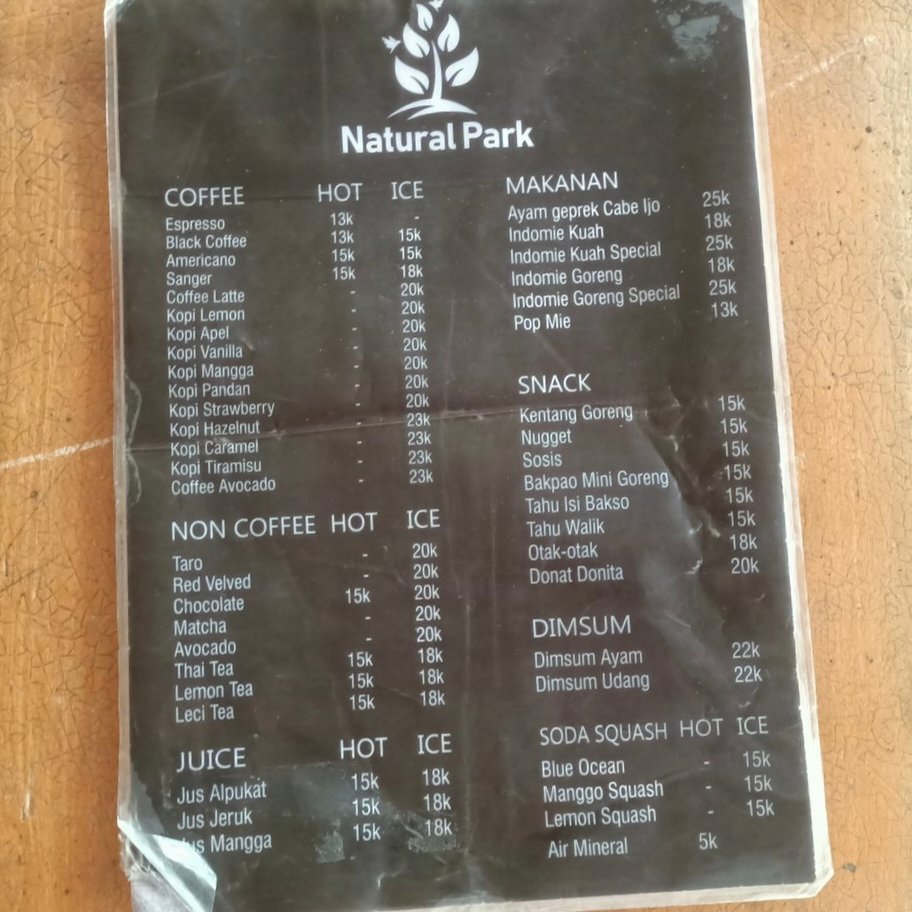 Natural Park
COFFEE HOT ICE
Espresso 13k -
Black Coffee 13k 15k
Americano 15k 15k
Sanger 15k 18k
Coffee Latte - 20k
Kopi Lemon - 20k
Kopi Apel - 20k
Kopi Vanilla - 20k
Kopi Mangga - 20k
Kopi Pandan - 20k
Kopi Strawberry - 20k
Kopi Hazelnut - 23k
Kopi Caramel - 23k
Kopi Tiramisu - 23k
Coffee Avocado - 23k
NON COFFEE HOT ICE
Taro - 20k
Red Velved - 20k
Chocolate 15k 20k
Matcha - 20k
Avocado - 20k
Thai Tea 15k 18k
Lemon Tea 15k 18k
Leci Tea 15k 18k
JUICE HOT ICE
Jus Alpukat 15k 18k
Jus Jeruk 15k 18k
Jus Mangga 15k 18k
MAKANAN
Ayam geprek Cabe Ijo 25k
Indomie Kuah 18k
Indomie Kuah Special 25k
Indomie Goreng 18k
Indomie Goreng Special 25k
Pop Mie 13k
SNACK
Kentang Goreng 15k
Nugget 15k
Sosis 15k
Bakpao Mini Goreng 15k
Tahu Isi Bakso 15k
Tahu Walik 15k
Otak-otak 18k
Donat Donita 20k
DIMSUM
Dimsum Ayam 22k
Dimsum Udang 22k
SODA SQUASH HOT ICE
Blue Ocean - 15k
Manggo Squash - 15k
Lemon Squash - 15k
Air Mineral 5k